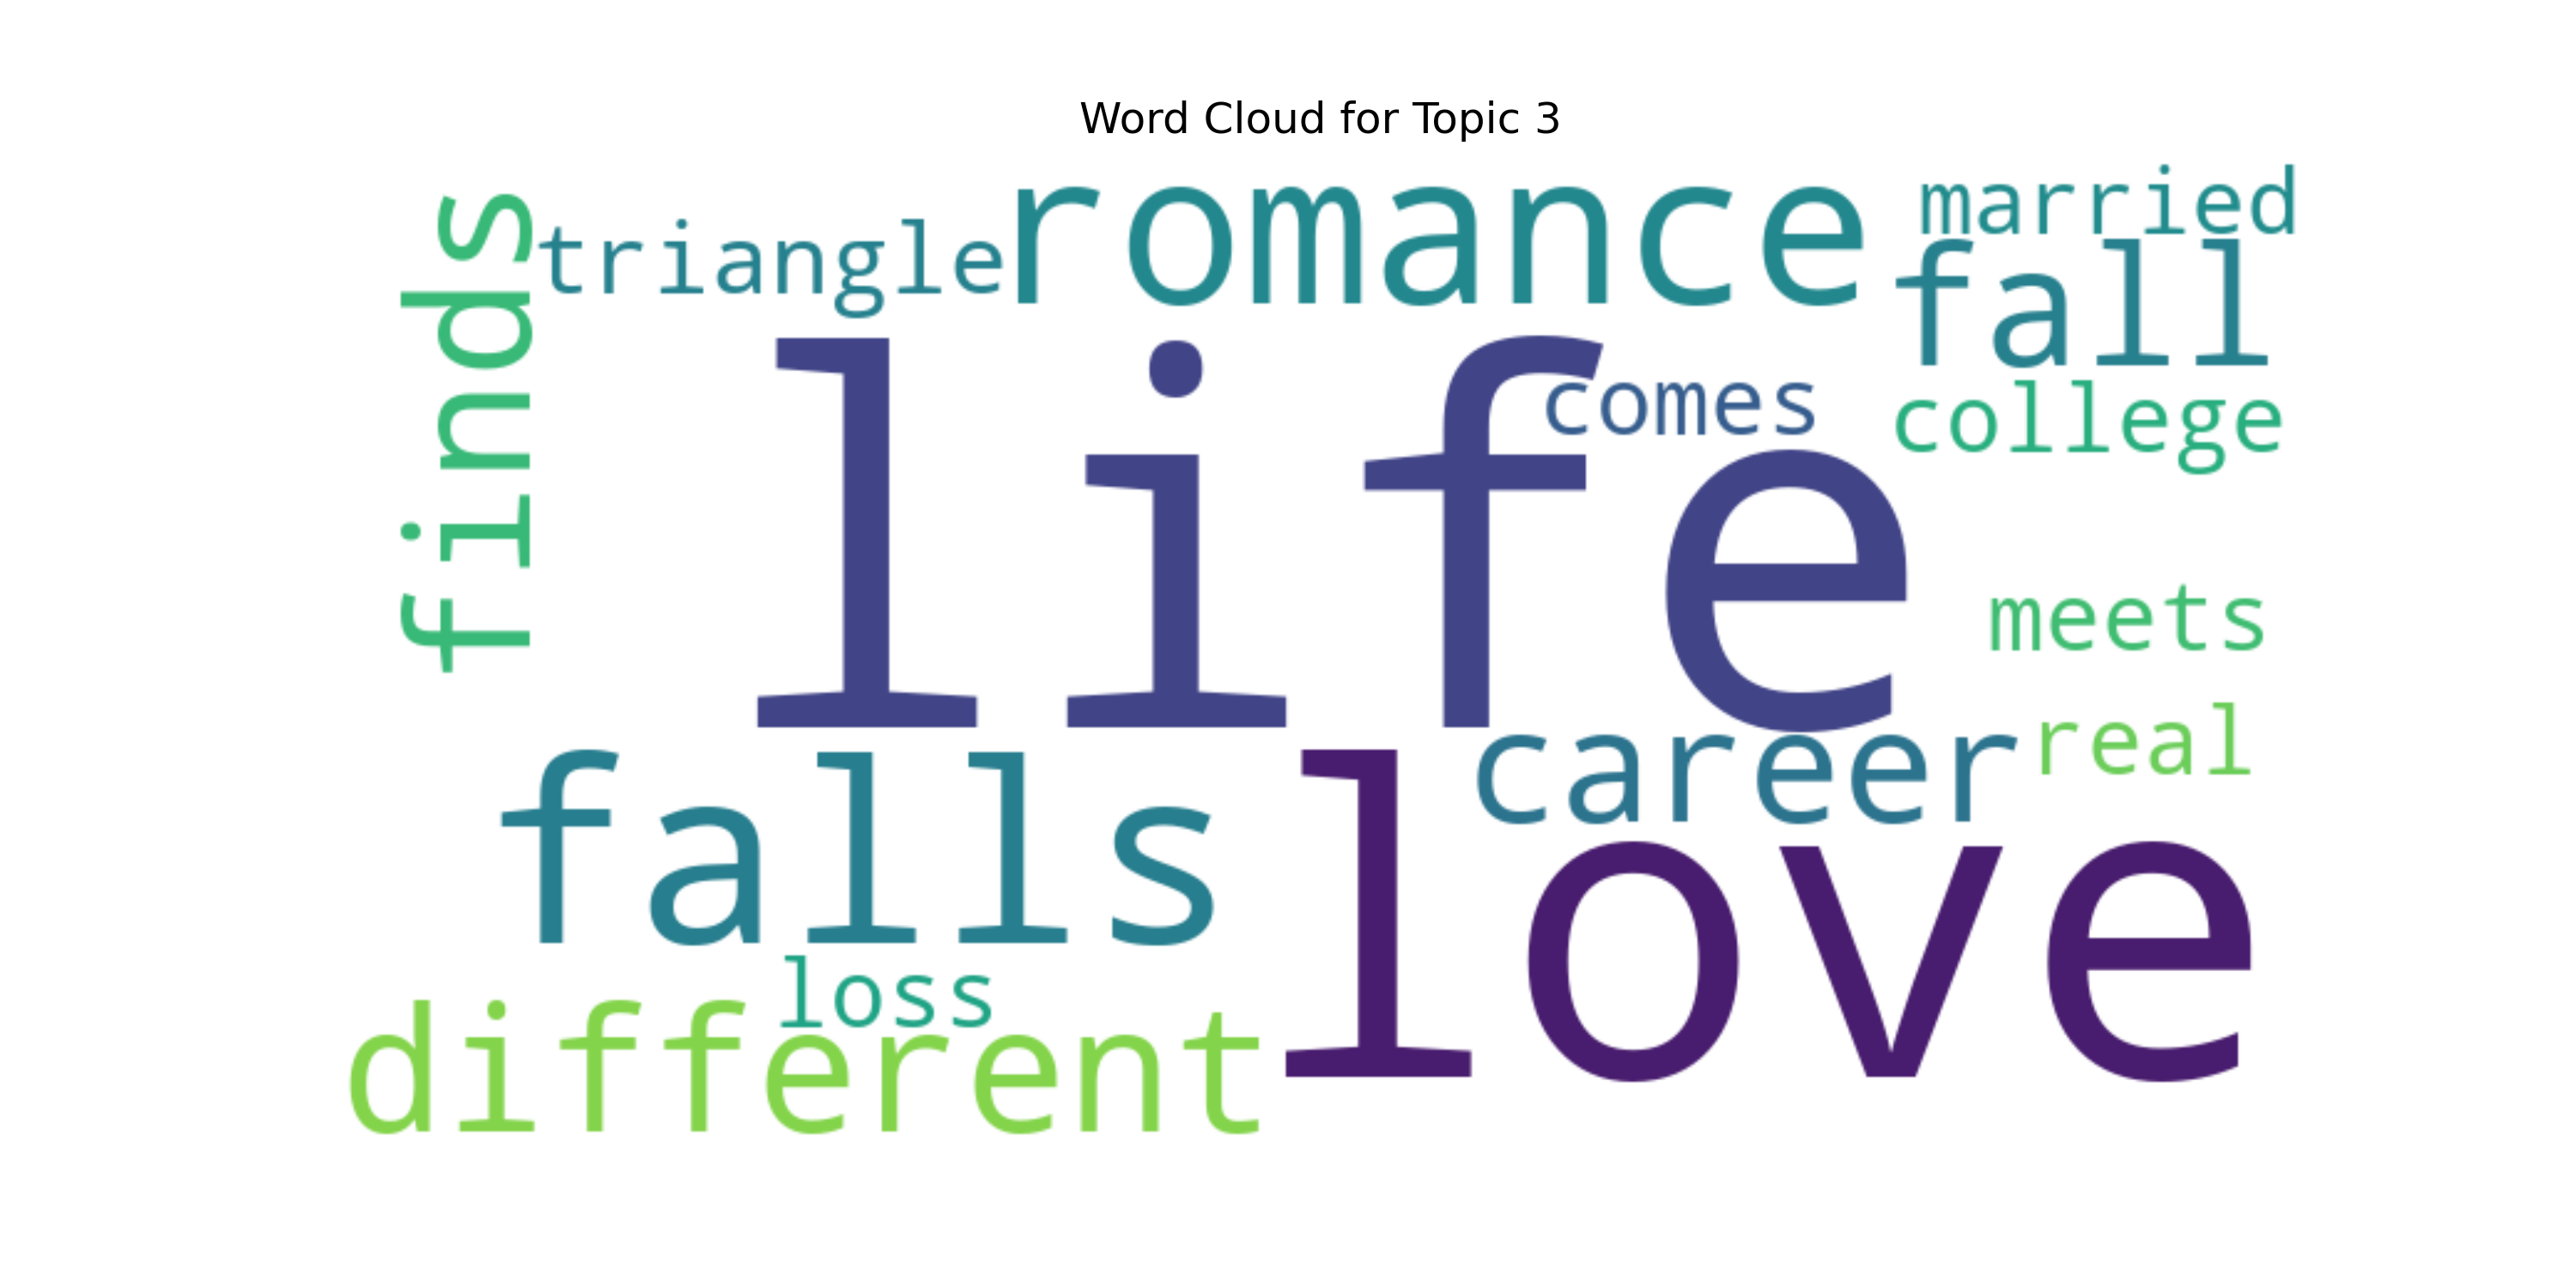 Word Cloud for Topic 3
finds
triangle
romance
married
fall
life
comes
college
meets
falls
love
career
real
loss
different